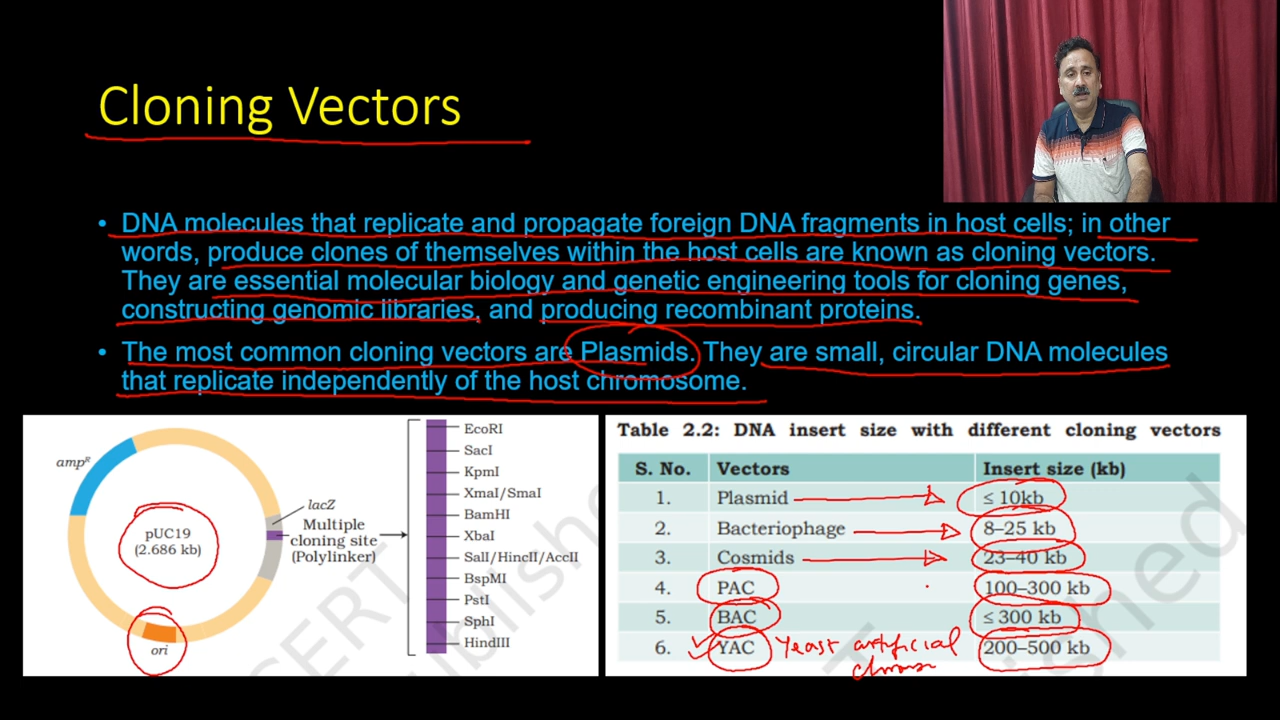 Cloning Vectors
• DNA molecules that replicate and propagate foreign DNA fragments in host cells; in other
words, produce clones of themselves within the host cells are known as cloning vectors.
They are essential molecular biology and genetic engineering tools for cloning genes,
constructing genomic libraries, and producing recombinant proteins.
• The most common cloning vectors are Plasmids. They are small, circular DNA molecules
that replicate independently of the host chromosome.
ampR
pUC19
(2.686 kb)
ori
lacZ
Multiple
cloning site
(Polylinker)
EcoRI
SacI
KpmI
XmaI/SmaI
BamHI
XbaI
SalI/HincII/AccII
BspMI
PstI
SphI
HindIII
Table 2.2: DNA insert size with different cloning vectors
S. No. Vectors Insert size (kb)
1. Plasmid ≤ 10kb
2. Bacteriophage 8–25 kb
3. Cosmids 23–40 kb
4. PAC 100–300 kb
5. BAC ≤ 300 kb
6. YAC Yeast artificial 200–500 kb